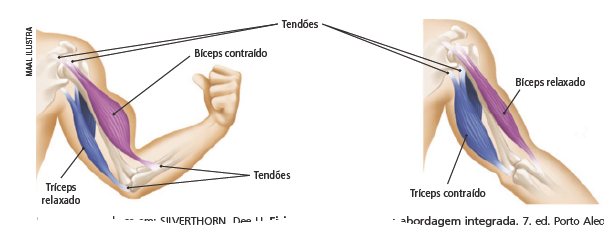 Tendões
MAAL ILUSTRA
Bíceps contraído
Bíceps relaxado
Tríceps
relaxado
Tendões
Tríceps contraído
SILVERTHORN, Dee U.
abordagem integrada. 7. ed. Porto Aleg